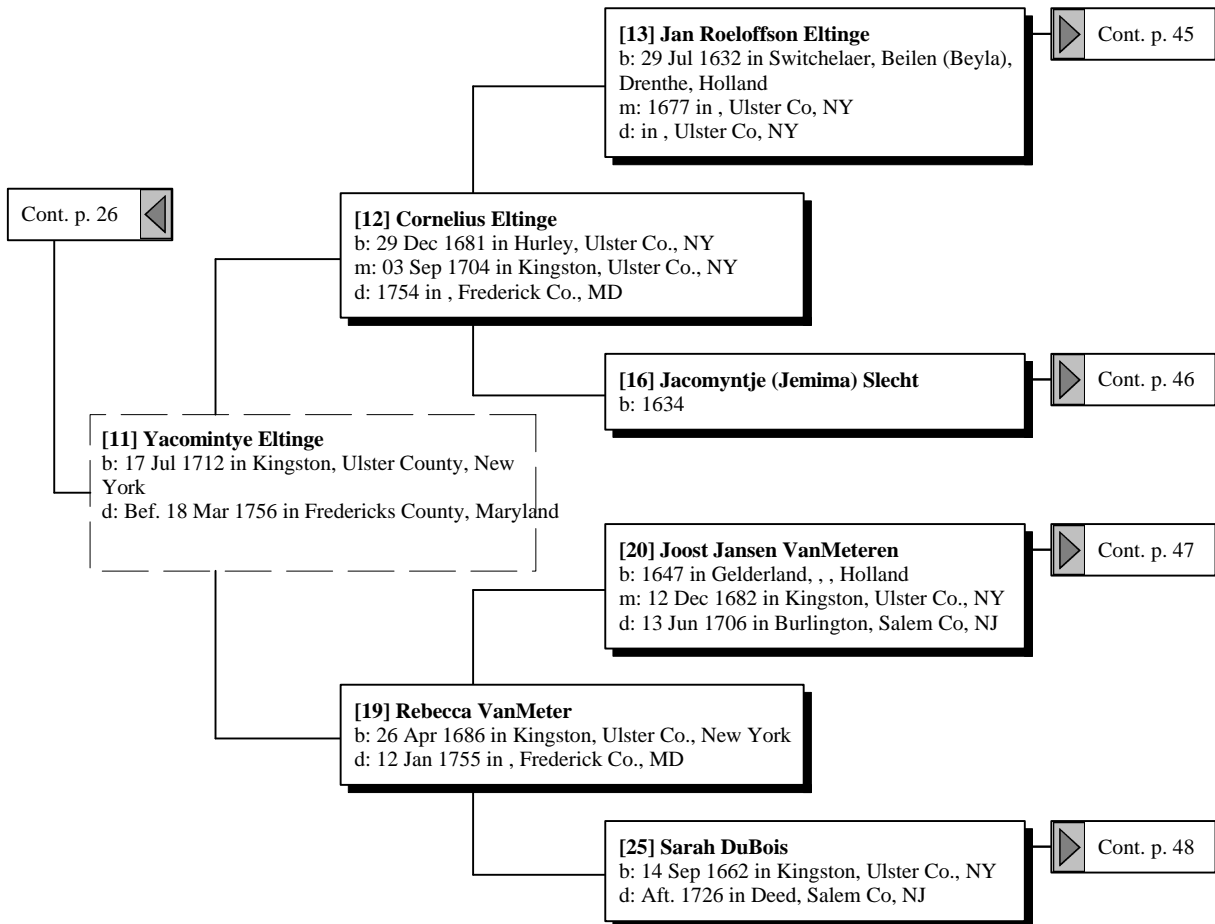 [13] Jan Roeloffson Eltinge
b: 29 Jul 1632 in Switchelaer, Beilen (Beyla),
Drenthe, Holland
m: 1677 in , Ulster Co, NY
d: in , Ulster Co, NY
Cont. p. 45
Cont. p. 26
[12] Cornelius Eltinge
b: 29 Dec 1681 in Hurley, Ulster Co., NY
m: 03 Sep 1704 in Kingston, Ulster Co., NY
d: 1754 in , Frederick Co., MD
[16] Jacomyntje (Jemima) Slecht
b: 1634
Cont. p. 46
[11] Yacomintye Eltinge
b: 17 Jul 1712 in Kingston, Ulster County, New
York
d: Bef. 18 Mar 1756 in Fredericks County, Maryland
[20] Joost Jansen VanMeteren
b: 1647 in Gelderland, , , Holland
m: 12 Dec 1682 in Kingston, Ulster Co., NY
d: 13 Jun 1706 in Burlington, Salem Co, NJ
Cont. p. 47
[19] Rebecca VanMeter
b: 26 Apr 1686 in Kingston, Ulster Co., New York
d: 12 Jan 1755 in , Frederick Co., MD
[25] Sarah DuBois
b: 14 Sep 1662 in Kingston, Ulster Co., NY
d: Aft. 1726 in Deed, Salem Co, NJ
Cont. p. 48